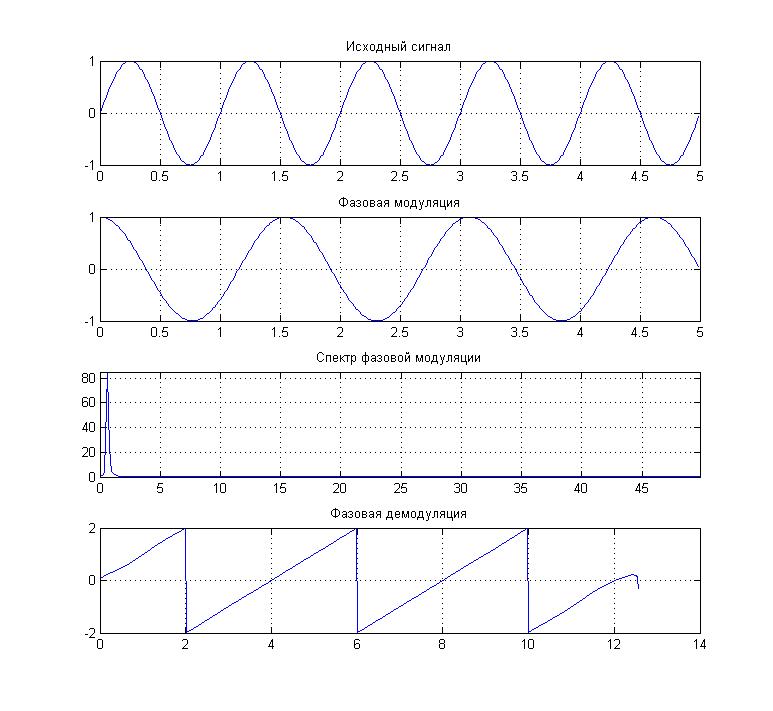 Исходный сигнал
1
0
-1
0 0.5 1 1.5 2 2.5 3 3.5 4 4.5 5
Фазовая модуляция
1
0
-1
0 0.5 1 1.5 2 2.5 3 3.5 4 4.5 5
Спектр фазовой модуляции
80
60
40
20
0
0 5 10 15 20 25 30 35 40 45
Фазовая демодуляция
2
0
-2
0 2 4 6 8 10 12 14